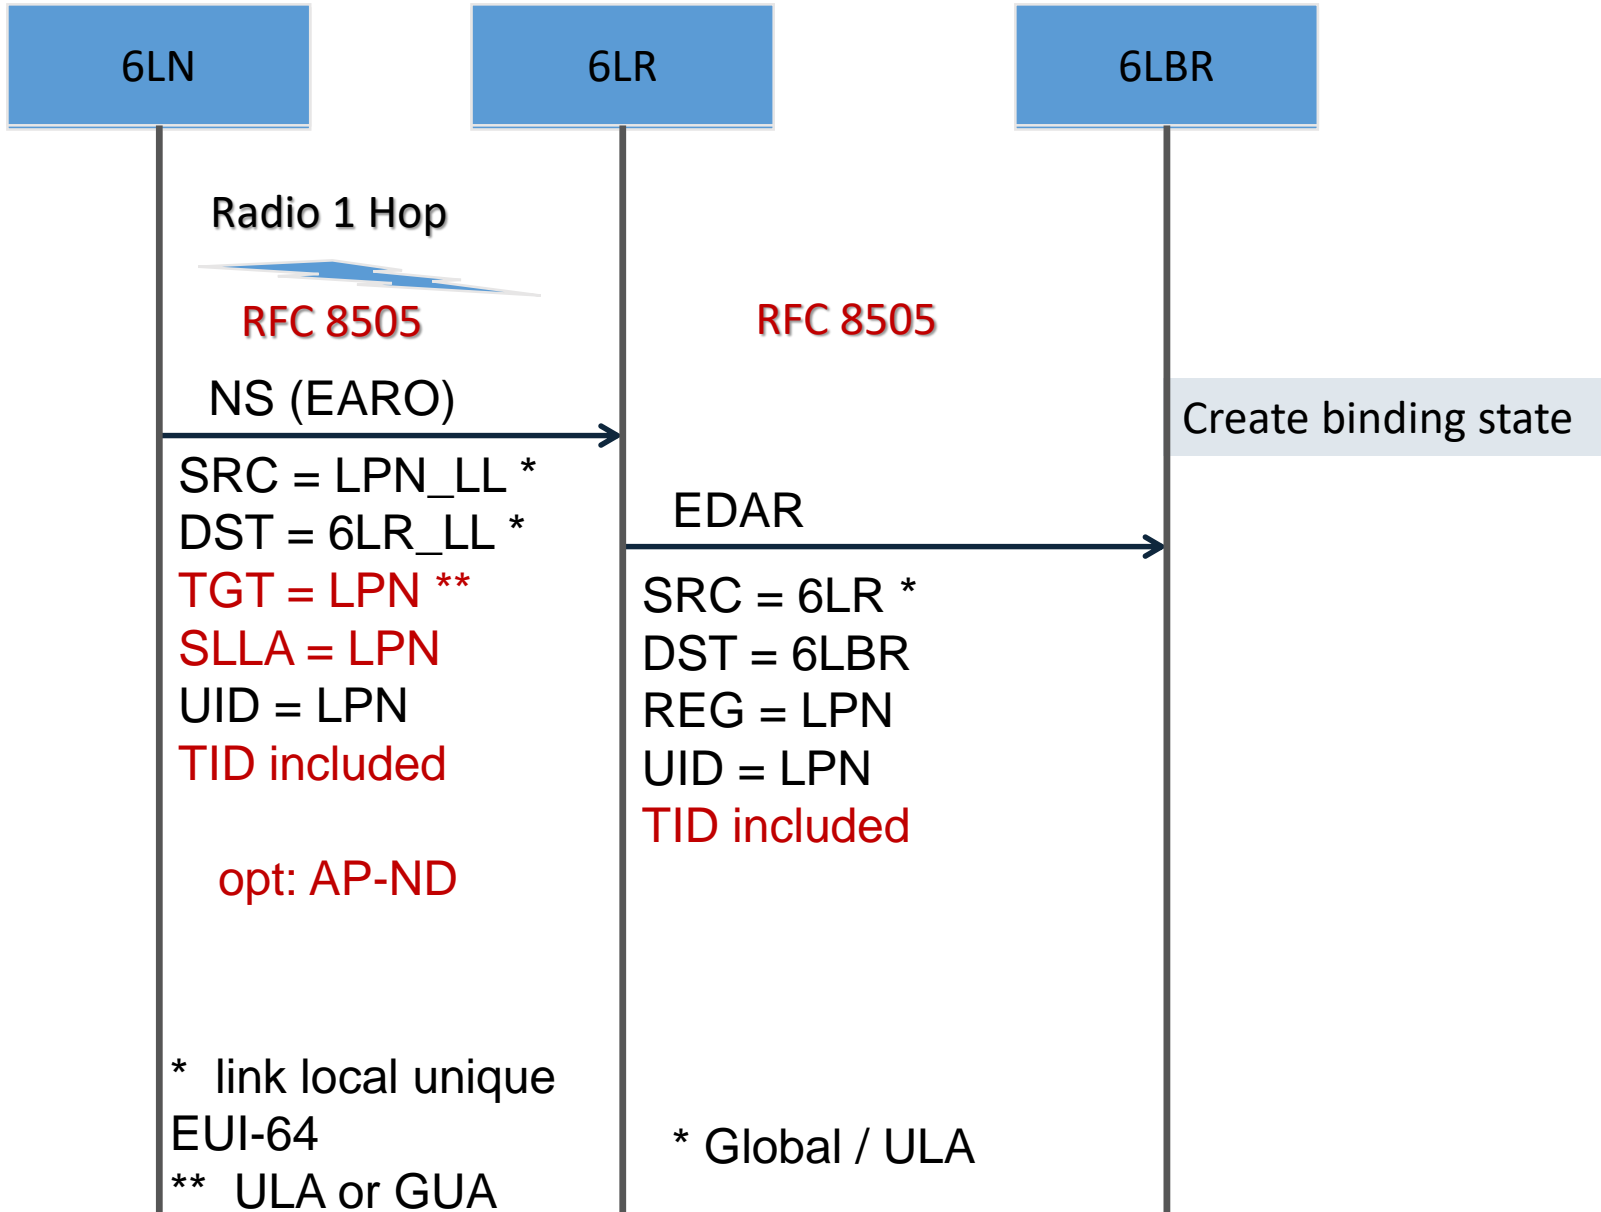 6LN
6LR
6LBR
Radio 1 Hop
RFC 8505
RFC 8505
NS (EARO)
Create binding state
SRC = LPN_LL *
DST = 6LR_LL *
TGT = LPN **
SLLA = LPN
UID = LPN
TID included
opt: AP-ND
EDAR
SRC = 6LR *
DST = 6LBR
REG = LPN
UID = LPN
TID included
* link local unique
EUI-64
** ULA or GUA
* Global / ULA